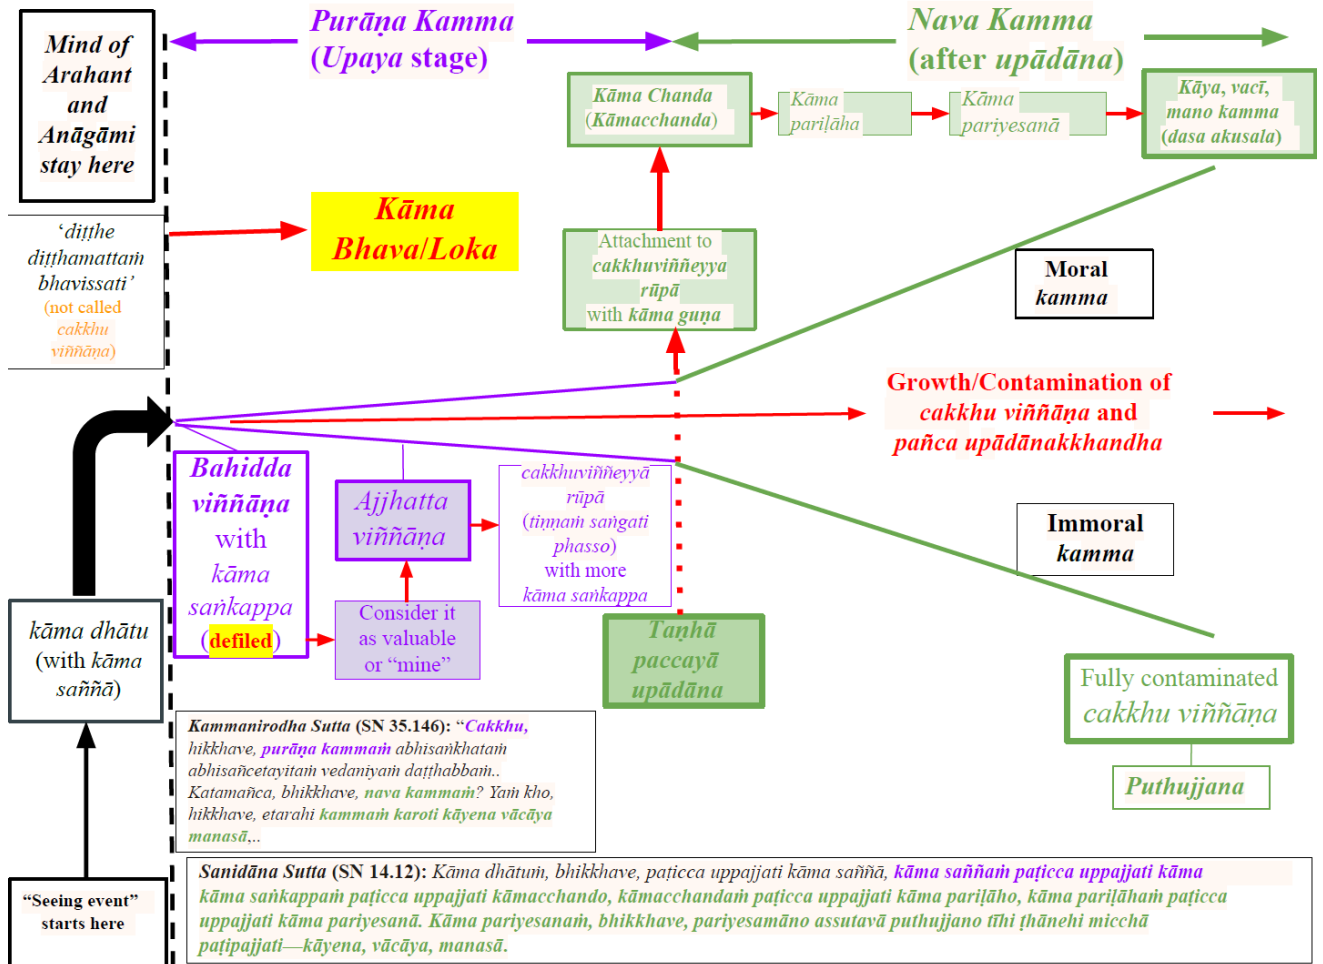 Mind of
Arahant
and
Anāgāmi
stay here
Purāṇa Kamma
(Upaya stage)
Nava Kamma
(after upādāna)
Kāma Chanda
(Kāmacchanda)
Kāma
pariḷāha
Kāma
pariyesanā
Kāya, vacī,
mano kamma
(dasa akusala)
‘diṭṭhe
diṭṭhamattaṁ
bhavissati’
(not called
cakkhu
viññāṇa)
Kāma
Bhava/Loka
Attachment to
cakkhuviññeyya
rūpā
with kāma guṇa
Moral
kamma
Growth/Contamination of
cakkhu viññāṇa and
pañca upādānakkhandha
Bahidda
viññāṇa
with
kāma
saṅkappa
(defiled)
Ajjhatta
viññāṇa
Consider it
as valuable
or “mine”
cakkhuviññeyyā
rūpā
(tiṇṇaṁ saṅgati
phasso)
with more
kāma saṅkappa
Immoral
kamma
Taṇhā
paccayā
upādāna
kāma dhātu
(with kāma
saññā)
Fully contaminated
cakkhu viññāṇa
Puthujjana
Kammanirodha Sutta (SN 35.146): “Cakkhu,
hikkhave, purāṇa kammaṁ abhisaṅkhataṁ
abhisañcetayitaṁ vedaniyaṁ daṭṭhabbaṁ..
Katamañca, bhikkhave, nava kammaṁ? Yaṁ kho,
hikkhave, etarahi kammaṁ karoti kāyena vācāya
manasā,..
“Seeing event”
starts here
Sanidāna Sutta (SN 14.12): Kāma dhātuṁ, bhikkhave, paṭicca uppajjati kāma saññā, kāma saññaṁ paṭicca uppajjati kāma
kāma saṅkappaṁ paṭicca uppajjati kāmacchando, kāmacchandaṁ paṭicca uppajjati kāma pariḷāho, kāma pariḷāhaṁ paṭicca
uppajjati kāma pariyesanā. Kāma pariyesanaṁ, bhikkhave, pariyesamāno assutavā puthujjano tīhi ṭhānehi micchā
paṭipajjati—kāyena, vācāya, manasā.